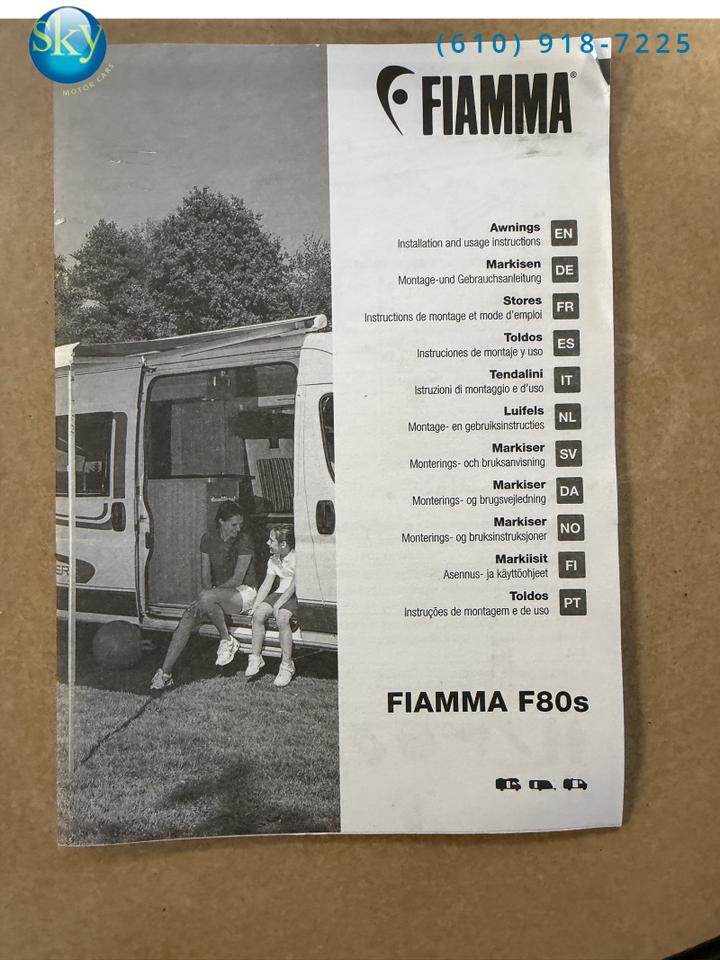 sky
MOTOR CARS
(610) 918-7225
FIAMMA®
Awnings
Installation and usage instructions
EN
Markisen
Montage-und Gebrauchsanleitung
DE
Stores
Instructions de montage et mode d'emploi
FR
Toldos
Instruciones de montaje y uso
ES
Tendalini
Istruzioni di montaggio e d'uso
IT
Luifels
Montage- en gebruiksinstructies
NL
Markiser
Monterings- och bruksanvisning
SV
Markiser
Monterings- og brugsvejledning
DA
Markiser
Monterings- og bruksinstruksjoner
NO
Markiisit
Asennus- ja käyttöohjeet
FI
Toldos
Instruções de montagem e de uso
PT
FIAMMA F80s